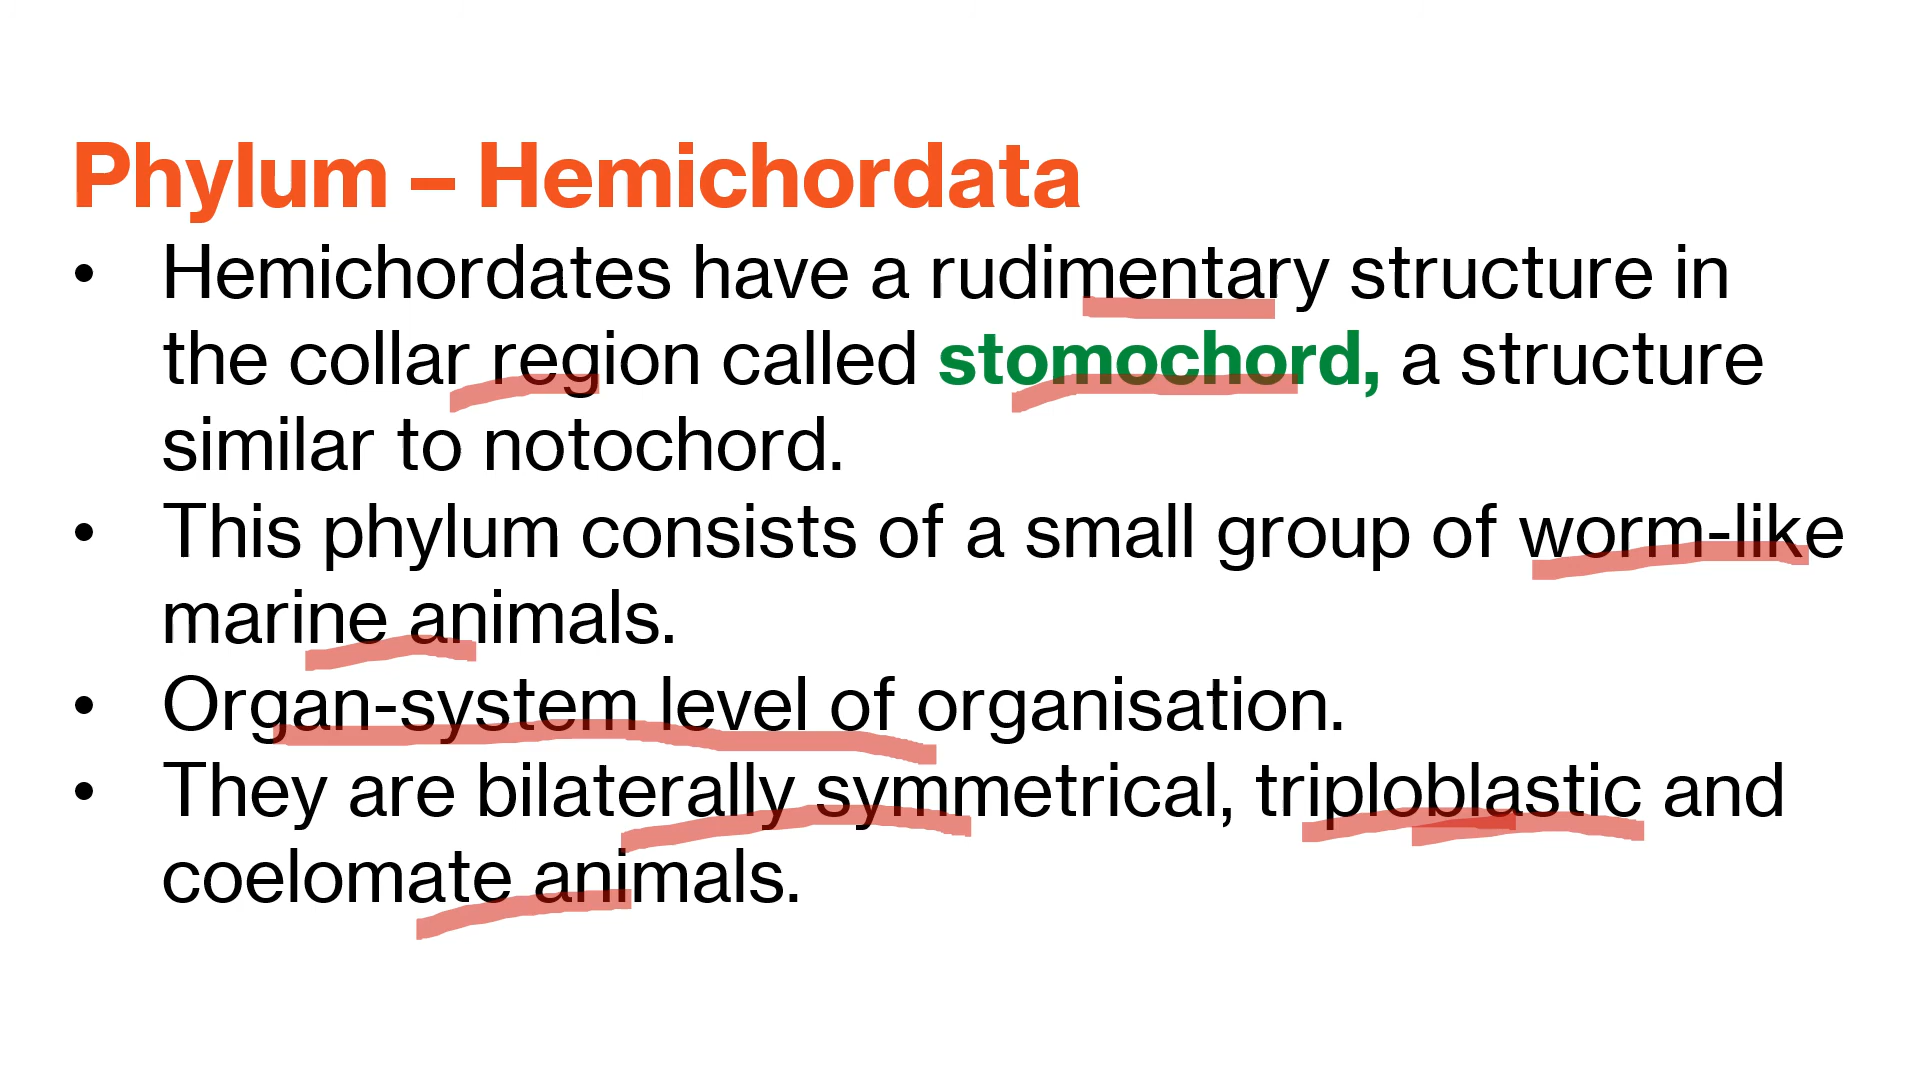 Phylum – Hemichordata
• Hemichordates have a rudimentary structure in
the collar region called stomochord, a structure
similar to notochord.
• This phylum consists of a small group of worm-like
marine animals.
• Organ-system level of organisation.
• They are bilaterally symmetrical, triploblastic and
coelomate animals.